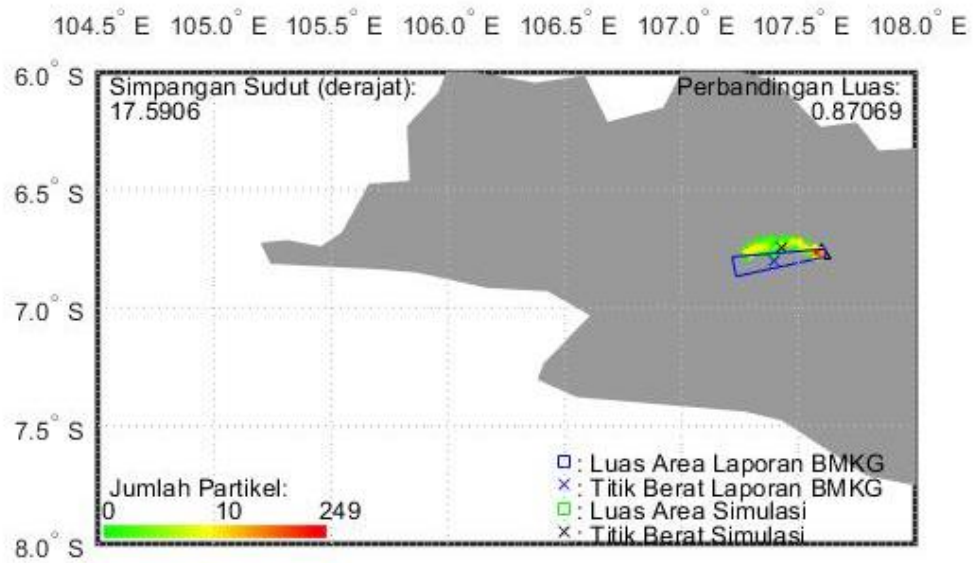 104.5° E 105.0° E 105.5° E 106.0° E 106.5° E 107.0° E 107.5° E 108.0° E
6.0° S
Simpangan Sudut (derajat):
17.5906
Perbandingan Luas:
0.87069
6.5° S
7.0° S
7.5° S
□ : Luas Area Laporan BMKG
× : Titik Berat Laporan BMKG
□ : Luas Area Simulasi
× : Titik Berat Simulasi
Jumlah Partikel:
0 10 249
8.0° S